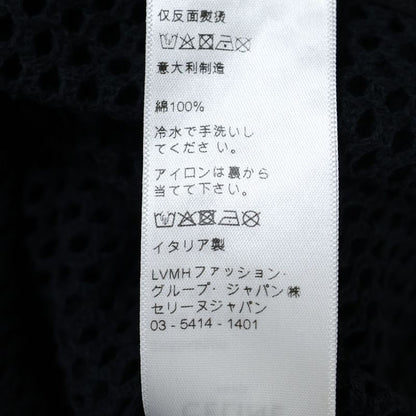 仅反面熨烫
意大利制造
綿100%
冷水で手洗いし
てくださ い。
アイロンは裏から
当てて下さい。
イタリア製
LVMHファッション·
グループ· ジャパン㈱
セリーヌジャパン
03 - 5414 - 1401